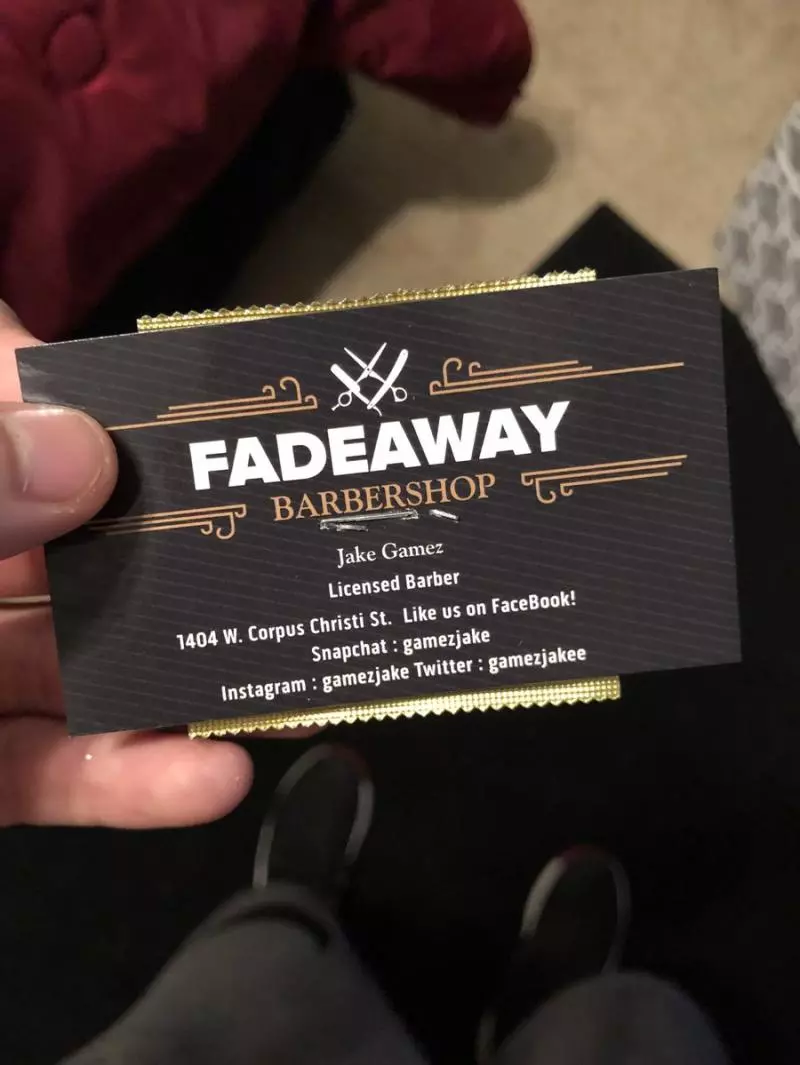 FADEAWAY
BARBERSHOP
Jake Gamez
Licensed Barber
1404 W. Corpus Christi St. Like us on FaceBook!
Snapchat : gamezjake
Instagram : gamezjake Twitter : gamezjakee